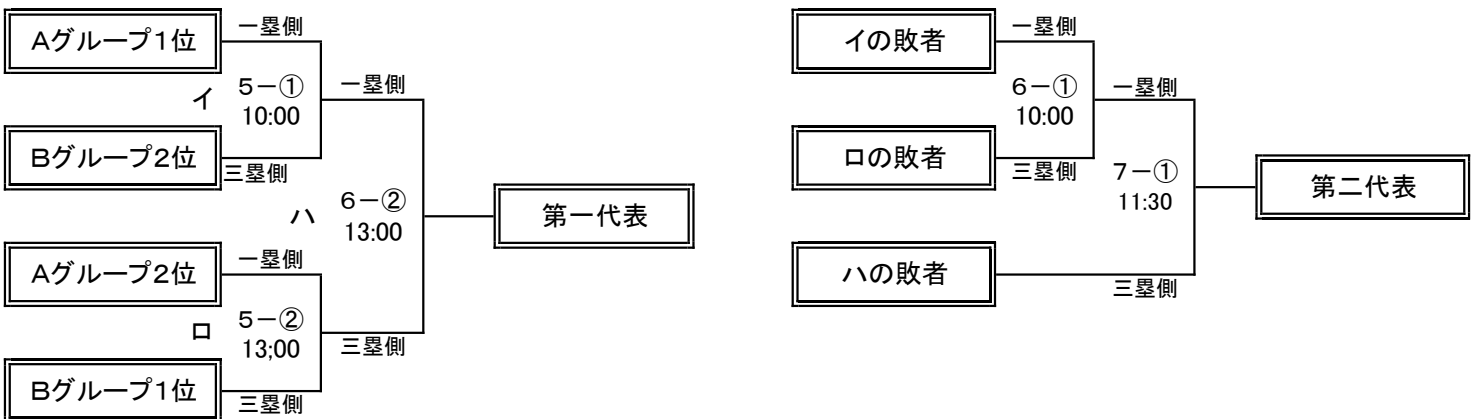 Aグループ1位
一塁側
5-①
イ
10:00
一塁側
Bグループ2位
三塁側
6-②
ハ
13:00
第一代表
Aグループ2位
一塁側
5-②
ロ
13;00
三塁側
Bグループ1位
三塁側
イの敗者
一塁側
6-①
10:00
一塁側
ロの敗者
三塁側
7-①
11:30
第二代表
ハの敗者
三塁側